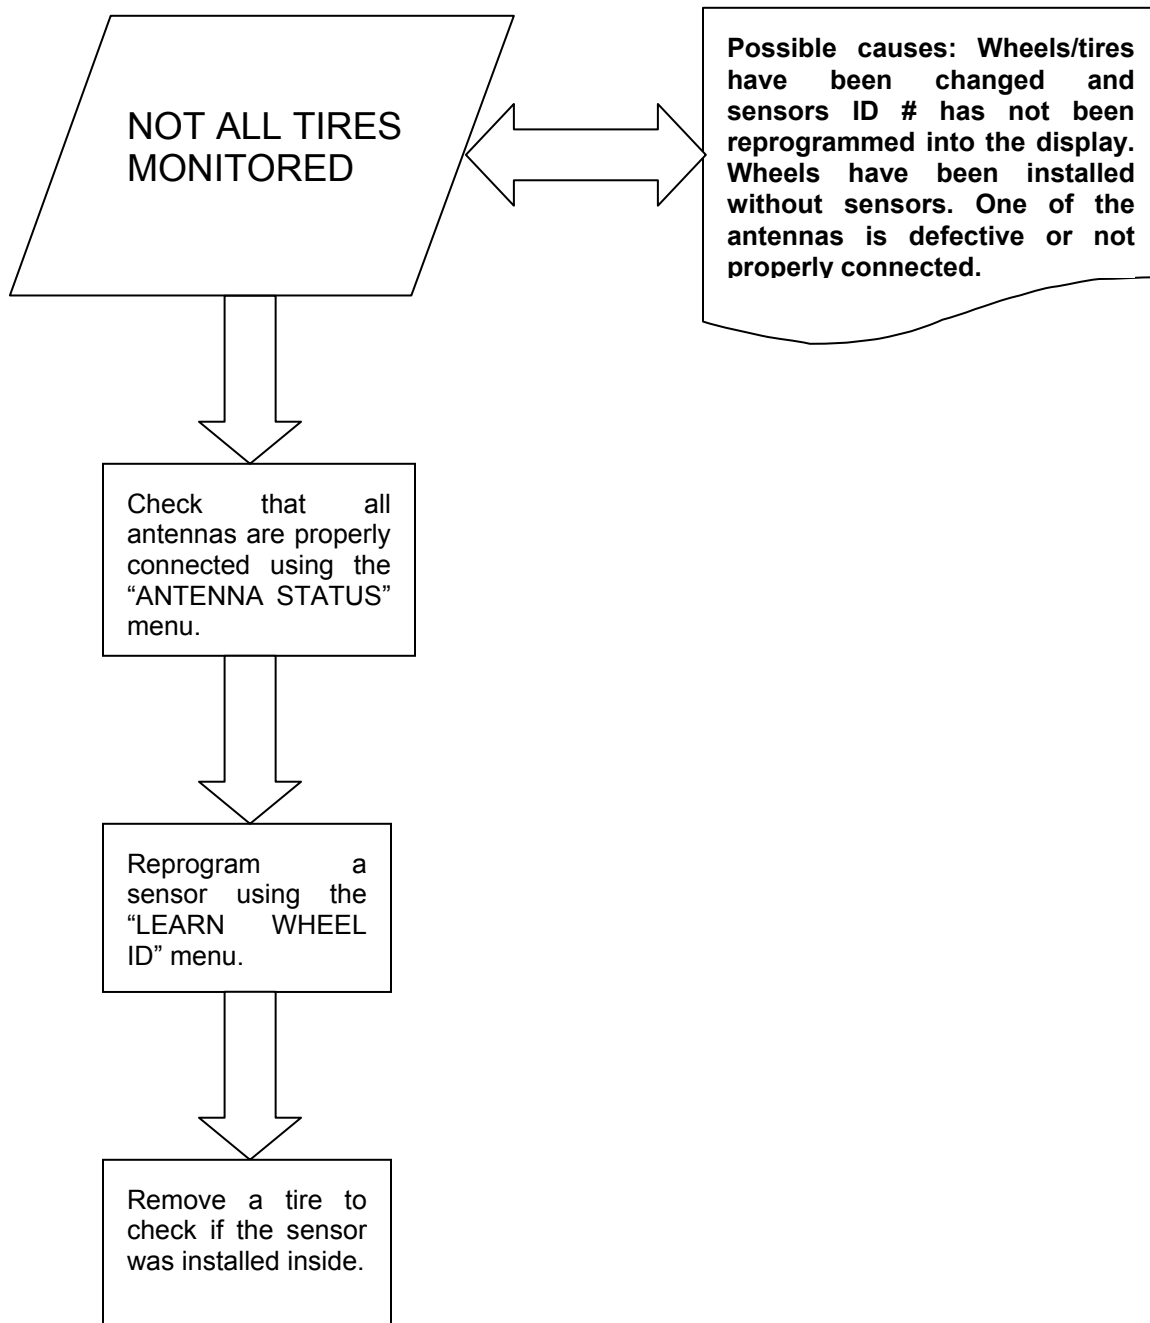 NOT ALL TIRES
MONITORED
Possible causes: Wheels/tires
have been changed and
sensors ID # has not been
reprogrammed into the display.
Wheels have been installed
without sensors. One of the
antennas is defective or not
properly connected.
Check that all
antennas are properly
connected using the
“ANTENNA STATUS”
menu.
Reprogram a
sensor using the
“LEARN WHEEL
ID” menu.
Remove a tire to
check if the sensor
was installed inside.